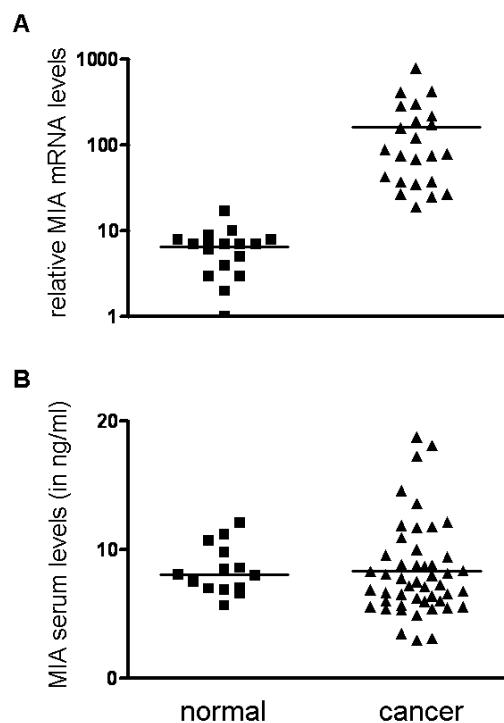 A
relative MIA mRNA levels
1000
100
10
1
B
MIA serum levels (in ng/ml)
20
10
0
normal
cancer